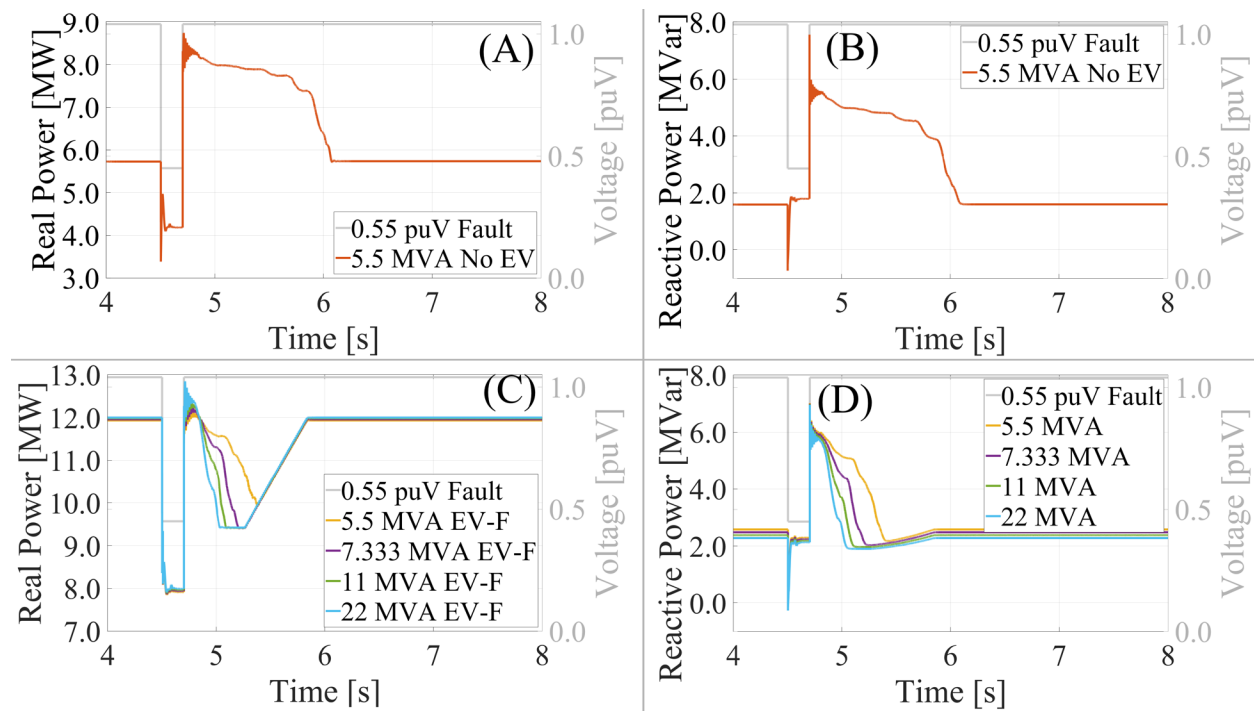 (A)
Real Power [MW]
9.0
8.0
7.0
6.0
5.0
4.0
3.0
1.0
0.5
0.0
Voltage [puV]
0.55 puV Fault
5.5 MVA No EV
4 5 6 7 8
Time [s]
(B)
Reactive Power [MVar]
8.0
6.0
4.0
2.0
0.0
1.0
0.5
0.0
Voltage [puV]
0.55 puV Fault
5.5 MVA No EV
4 5 6 7 8
Time [s]
(C)
Real Power [MW]
13.0
12.0
11.0
10.0
9.0
8.0
7.0
1.0
0.5
0.0
Voltage [puV]
0.55 puV Fault
5.5 MVA EV-F
7.333 MVA EV-F
11 MVA EV-F
22 MVA EV-F
4 5 6 7 8
Time [s]
(D)
Reactive Power [MVar]
8.0
6.0
4.0
2.0
0.0
1.0
0.5
0.0
Voltage [puV]
0.55 puV Fault
5.5 MVA
7.333 MVA
11 MVA
22 MVA
4 5 6 7 8
Time [s]